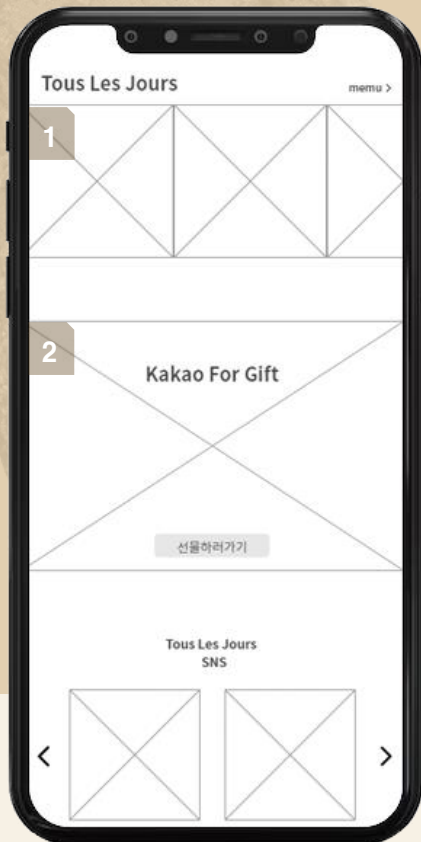 Tous Les Jours
memu >
1
2
Kakao For Gift
선물하러가기
Tous Les Jours
SNS